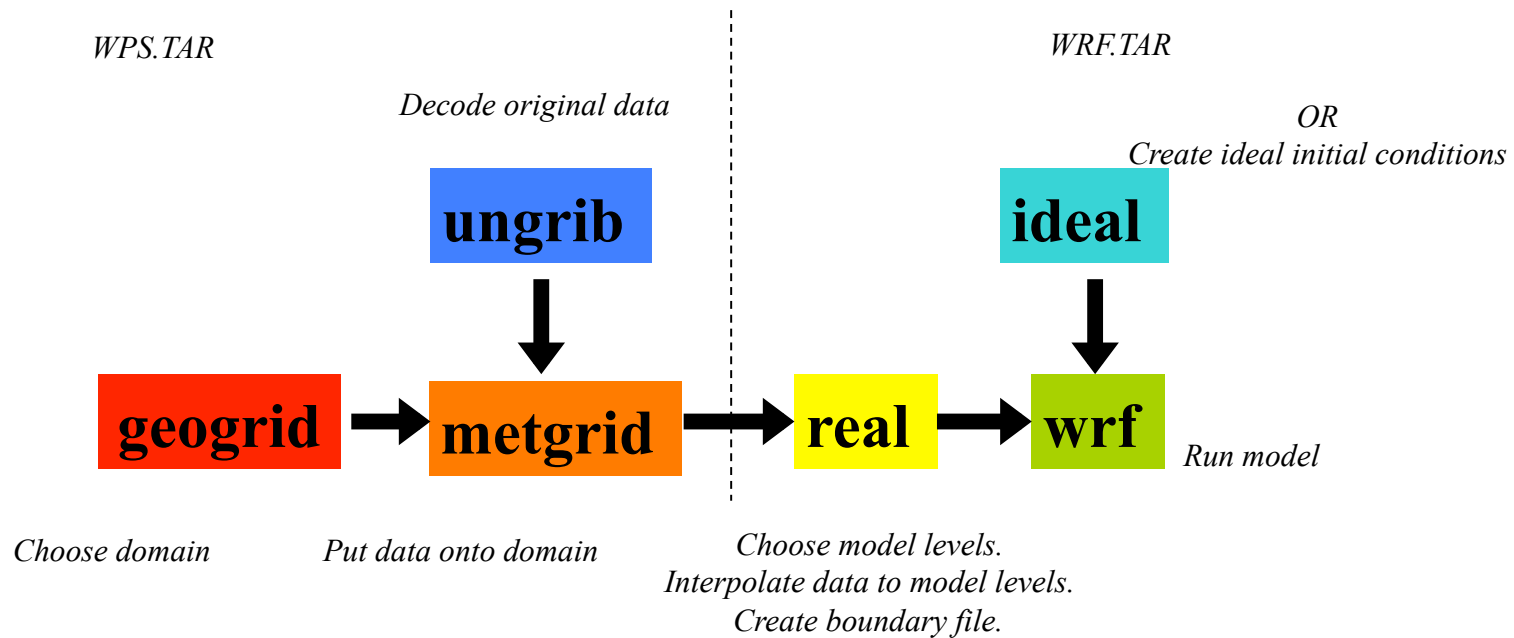 WPS.TAR
WRF.TAR
Decode original data
OR
Create ideal initial conditions
ungrib
ideal
geogrid
metgrid
real
wrf
Run model
Choose domain
Put data onto domain
Choose model levels.
Interpolate data to model levels.
Create boundary file.